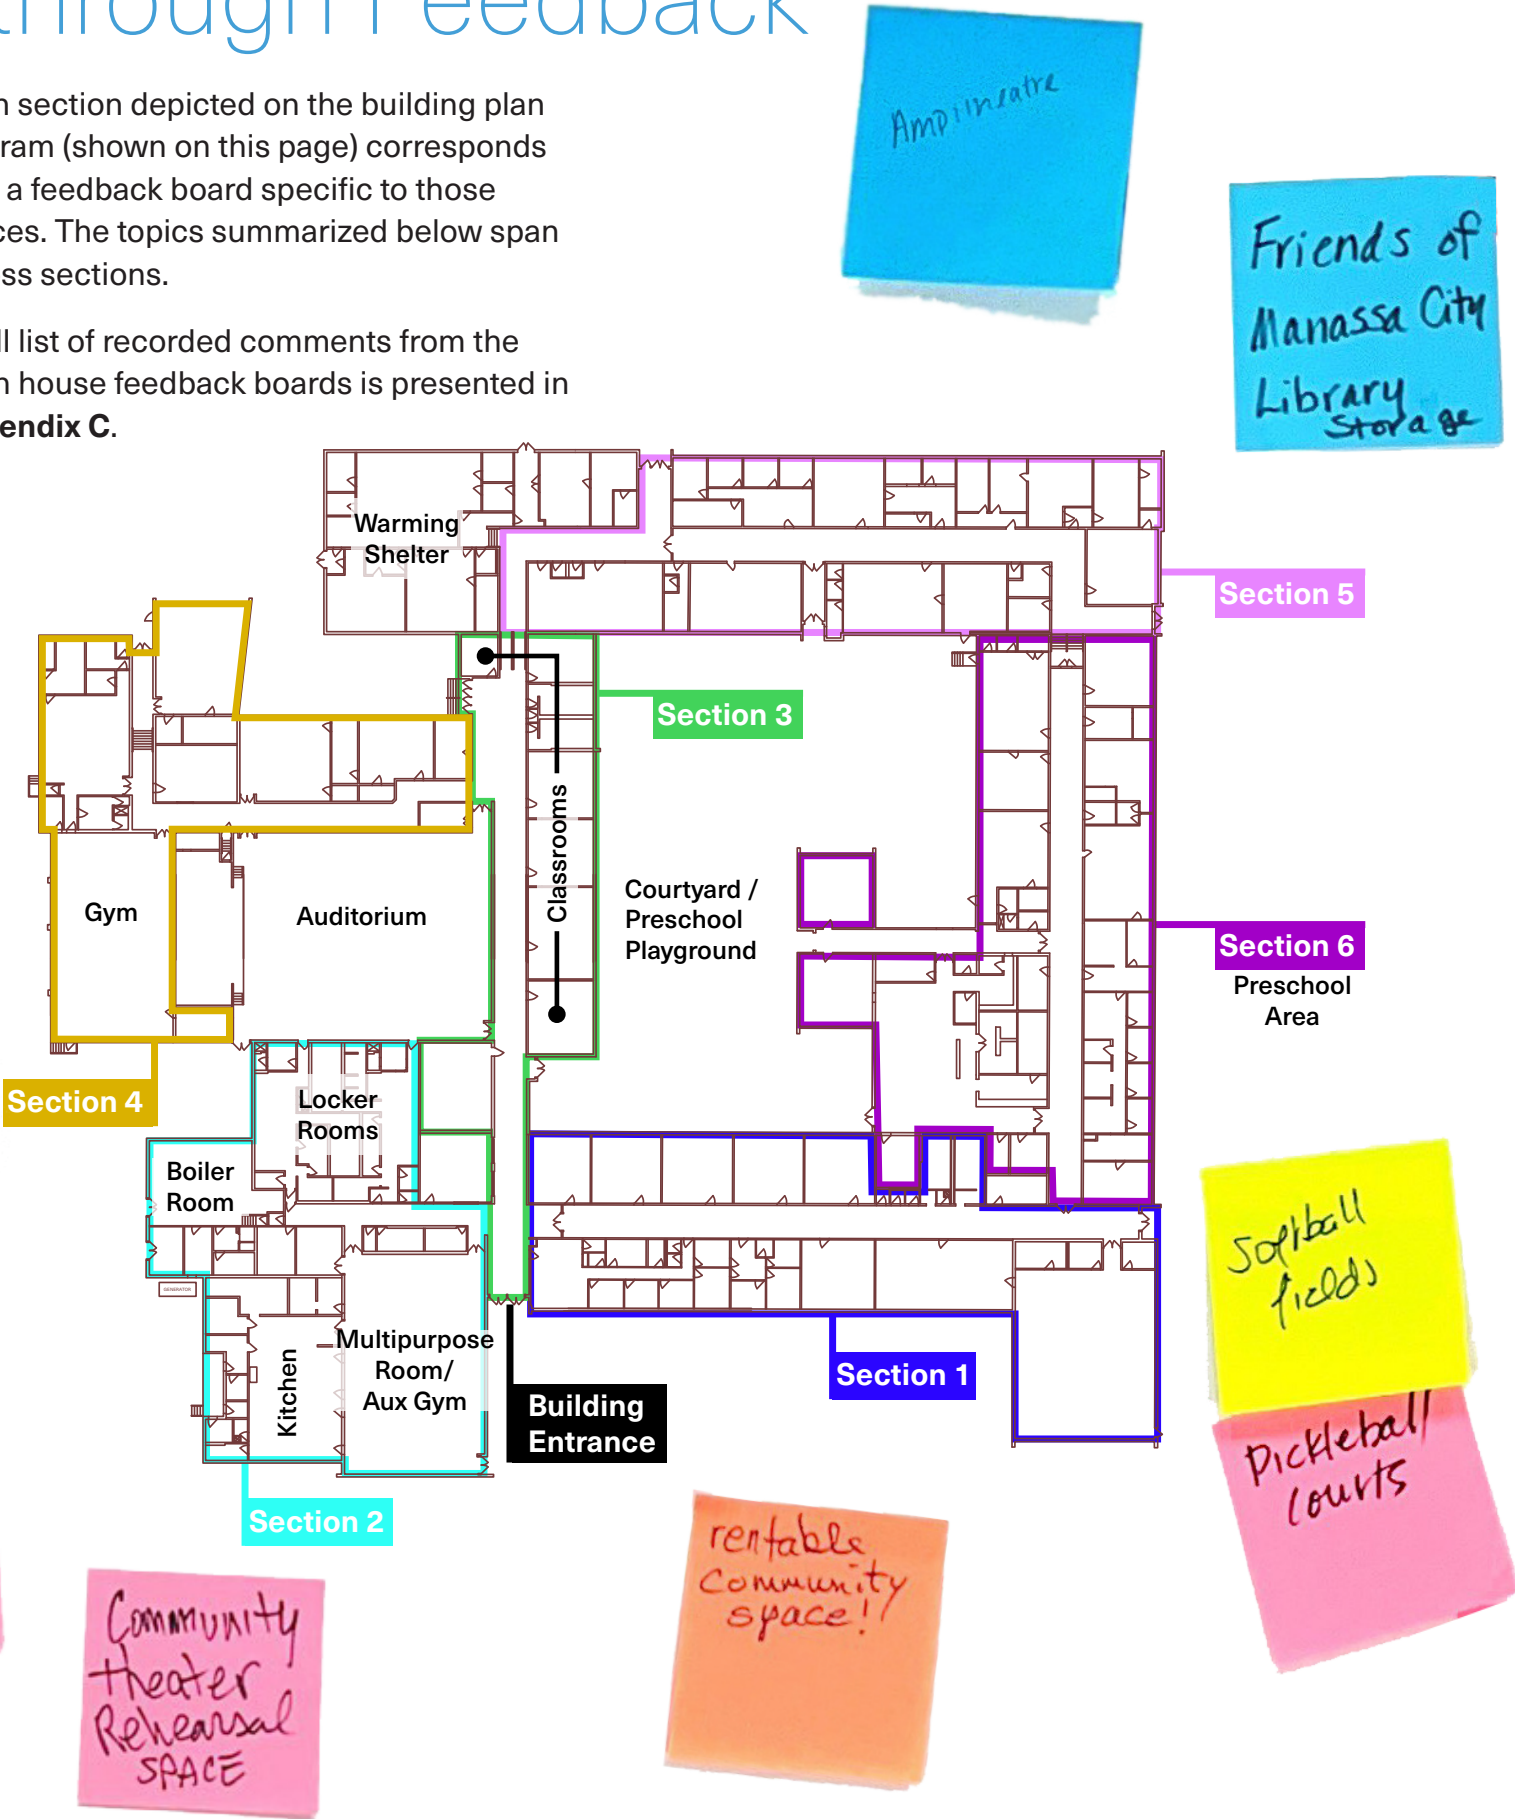 through Feedback
n section depicted on the building plan
ram (shown on this page) corresponds
a feedback board specific to those
ces. The topics summarized below span
ss sections.
ll list of recorded comments from the
n house feedback boards is presented in
endix C.
Ampitheatre
Friends of
Manassa City
Library
Storage
Warming
Shelter
Section 5
Section 3
Classrooms
Gym
Auditorium
Courtyard /
Preschool
Playground
Section 6
Preschool
Area
Section 4
Locker
Rooms
Boiler
Room
GENERATOR
Kitchen
Multipurpose
Room/
Aux Gym
Building
Entrance
Section 1
Section 2
Softball
fields
Pickleball
Courts
rentable
Community
space!
Community
theater
Rehearsal
SPACE